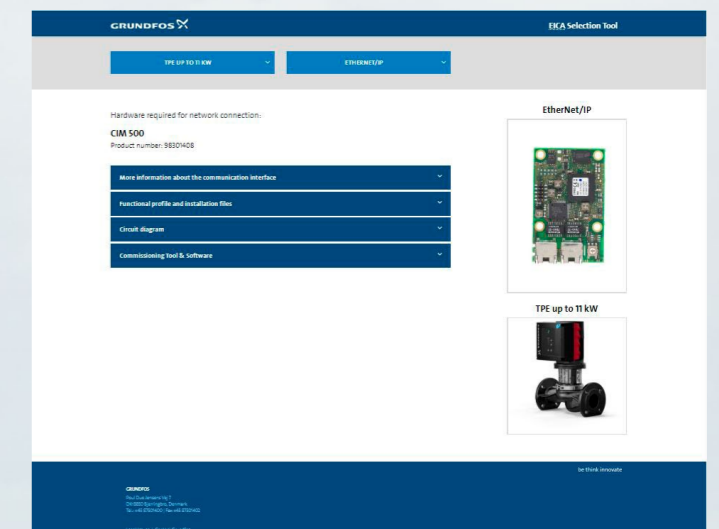 GRUNDFOS
EICA Selection Tool
TPE UP TO 11 KW
ETHERNET/IP
Hardware required for network connection:
CIM 500
Product number: 98301408
More information about the communication interface
Functional profile and installation files
Circuit diagram
Commissioning Tool & Software
EtherNet/IP
TPE up to 11 kW
be think innovate
GRUNDFOS